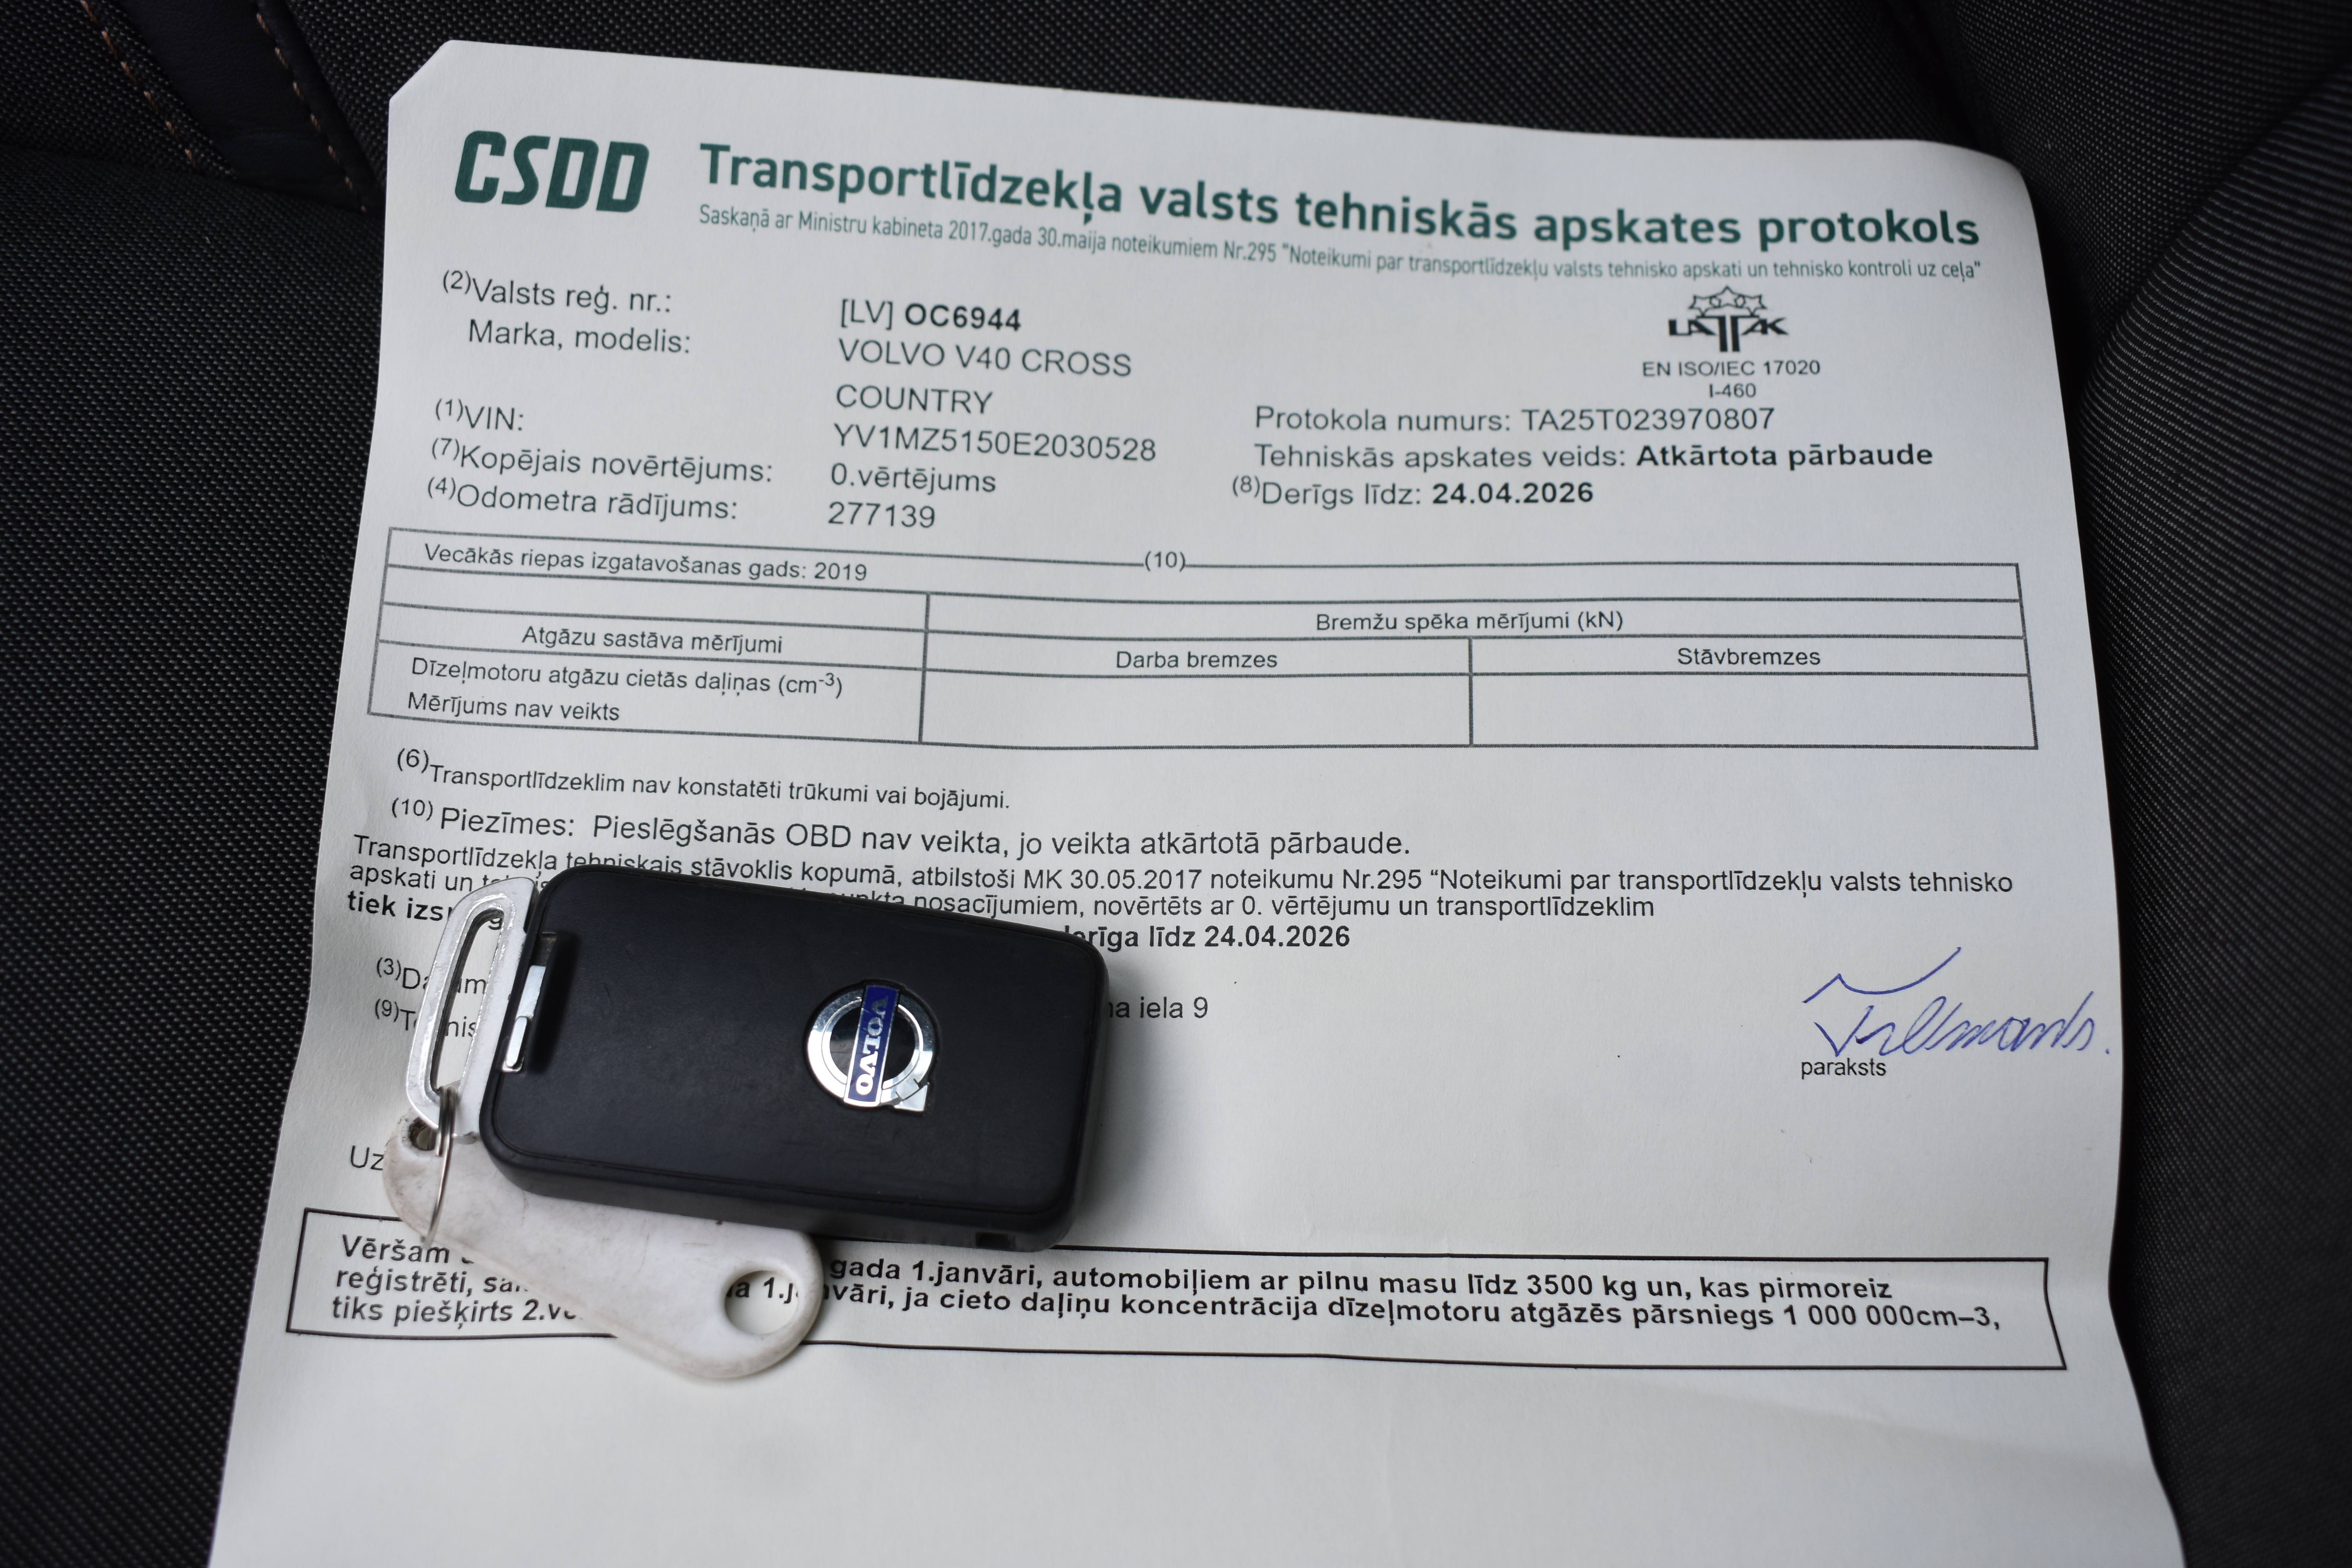 CSDD
Transportlīdzekļa valsts tehniskās apskates protokols
Saskaņā ar Ministru kabineta 2017.gada 30.maija noteikumiem Nr.295 "Noteikumi par transportlīdzekļu valsts tehnisko apskati un tehnisko kontroli uz ceļa"
(2)Valsts reģ. nr.: [LV] OC6944
Marka, modelis: VOLVO V40 CROSS
COUNTRY
(1)VIN: YV1MZ5150E2030528
(7)Kopējais novērtējums: 0.vērtējums
(4)Odometra rādījums: 277139
LATAK
EN ISO/IEC 17020
I-460
Protokola numurs: TA25T023970807
Tehniskās apskates veids: Atkārtota pārbaude
(8)Derīgs līdz: 24.04.2026
(10)
Vecākās riepas izgatavošanas gads: 2019
Bremžu spēka mērījumi (kN)
Atgāzu sastāva mērījumi Darba bremzes Stāvbremzes
Dīzeļmotoru atgāzu cietās daļiņas (cm-3)
Mērījums nav veikts
(6)Transportlīdzeklim nav konstatēti trūkumi vai bojājumi.
(10) Piezīmes: Pieslēgšanās OBD nav veikta, jo veikta atkārtotā pārbaude.
Transportlīdzekļa tehniskais stāvoklis kopumā, atbilstoši MK 30.05.2017 noteikumu Nr.295 “Noteikumi par transportlīdzekļu valsts tehnisko
apskati un nosacījumiem, novērtēts ar 0. vērtējumu un transportlīdzeklim
tiek līdz 24.04.2026
(3)
(9) iela 9
paraksts
VOLVO
Vēršam gada 1.janvāri, automobiļiem ar pilnu masu līdz 3500 kg un, kas pirmoreiz
reģistrēti, ja cieto daļiņu koncentrācija dīzeļmotoru atgāzēs pārsniegs 1 000 000cm–3,
tiks piešķirts